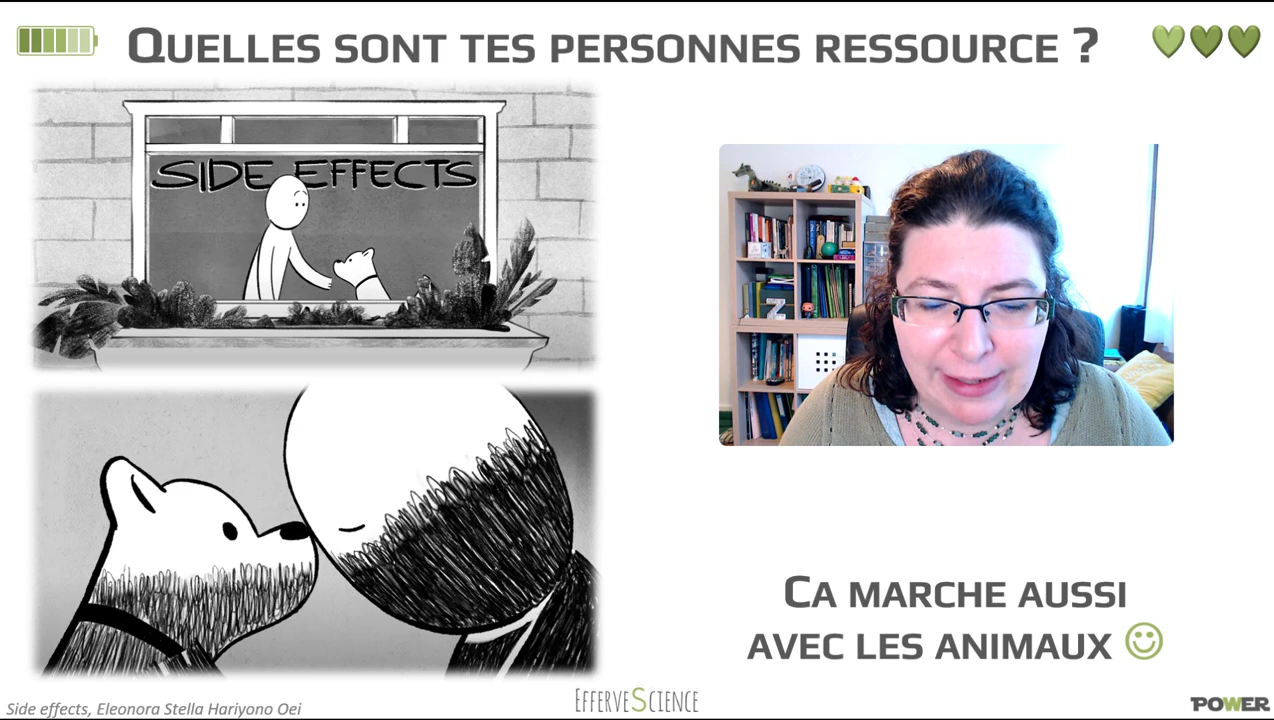 QUELLES SONT TES PERSONNES RESSOURCE ?
SIDE EFFECTS
Z
CA MARCHE AUSSI
AVEC LES ANIMAUX
Side effects, Eleonora Stella Hariyono Oei
EFFERVESCIENCE
POWER